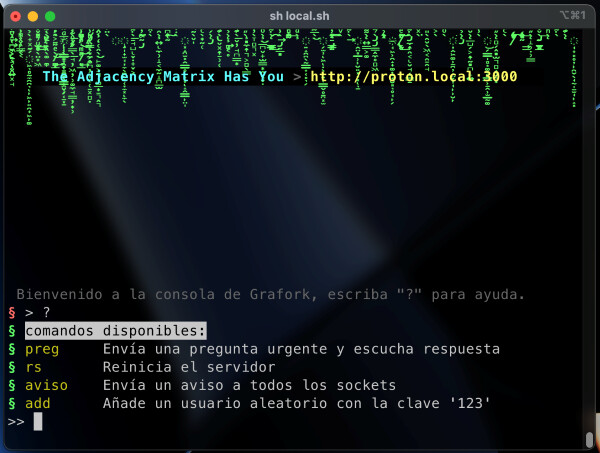 sh local.sh
⌥⌘1
The Adjacency Matrix Has You > http://proton.local:3000
Bienvenido a la consola de Grafork, escriba "?" para ayuda.
§ > ?
§ comandos disponibles:
§ preg Envía una pregunta urgente y escucha respuesta
§ rs Reinicia el servidor
§ aviso Envía un aviso a todos los sockets
§ add Añade un usuario aleatorio con la clave '123'
>>